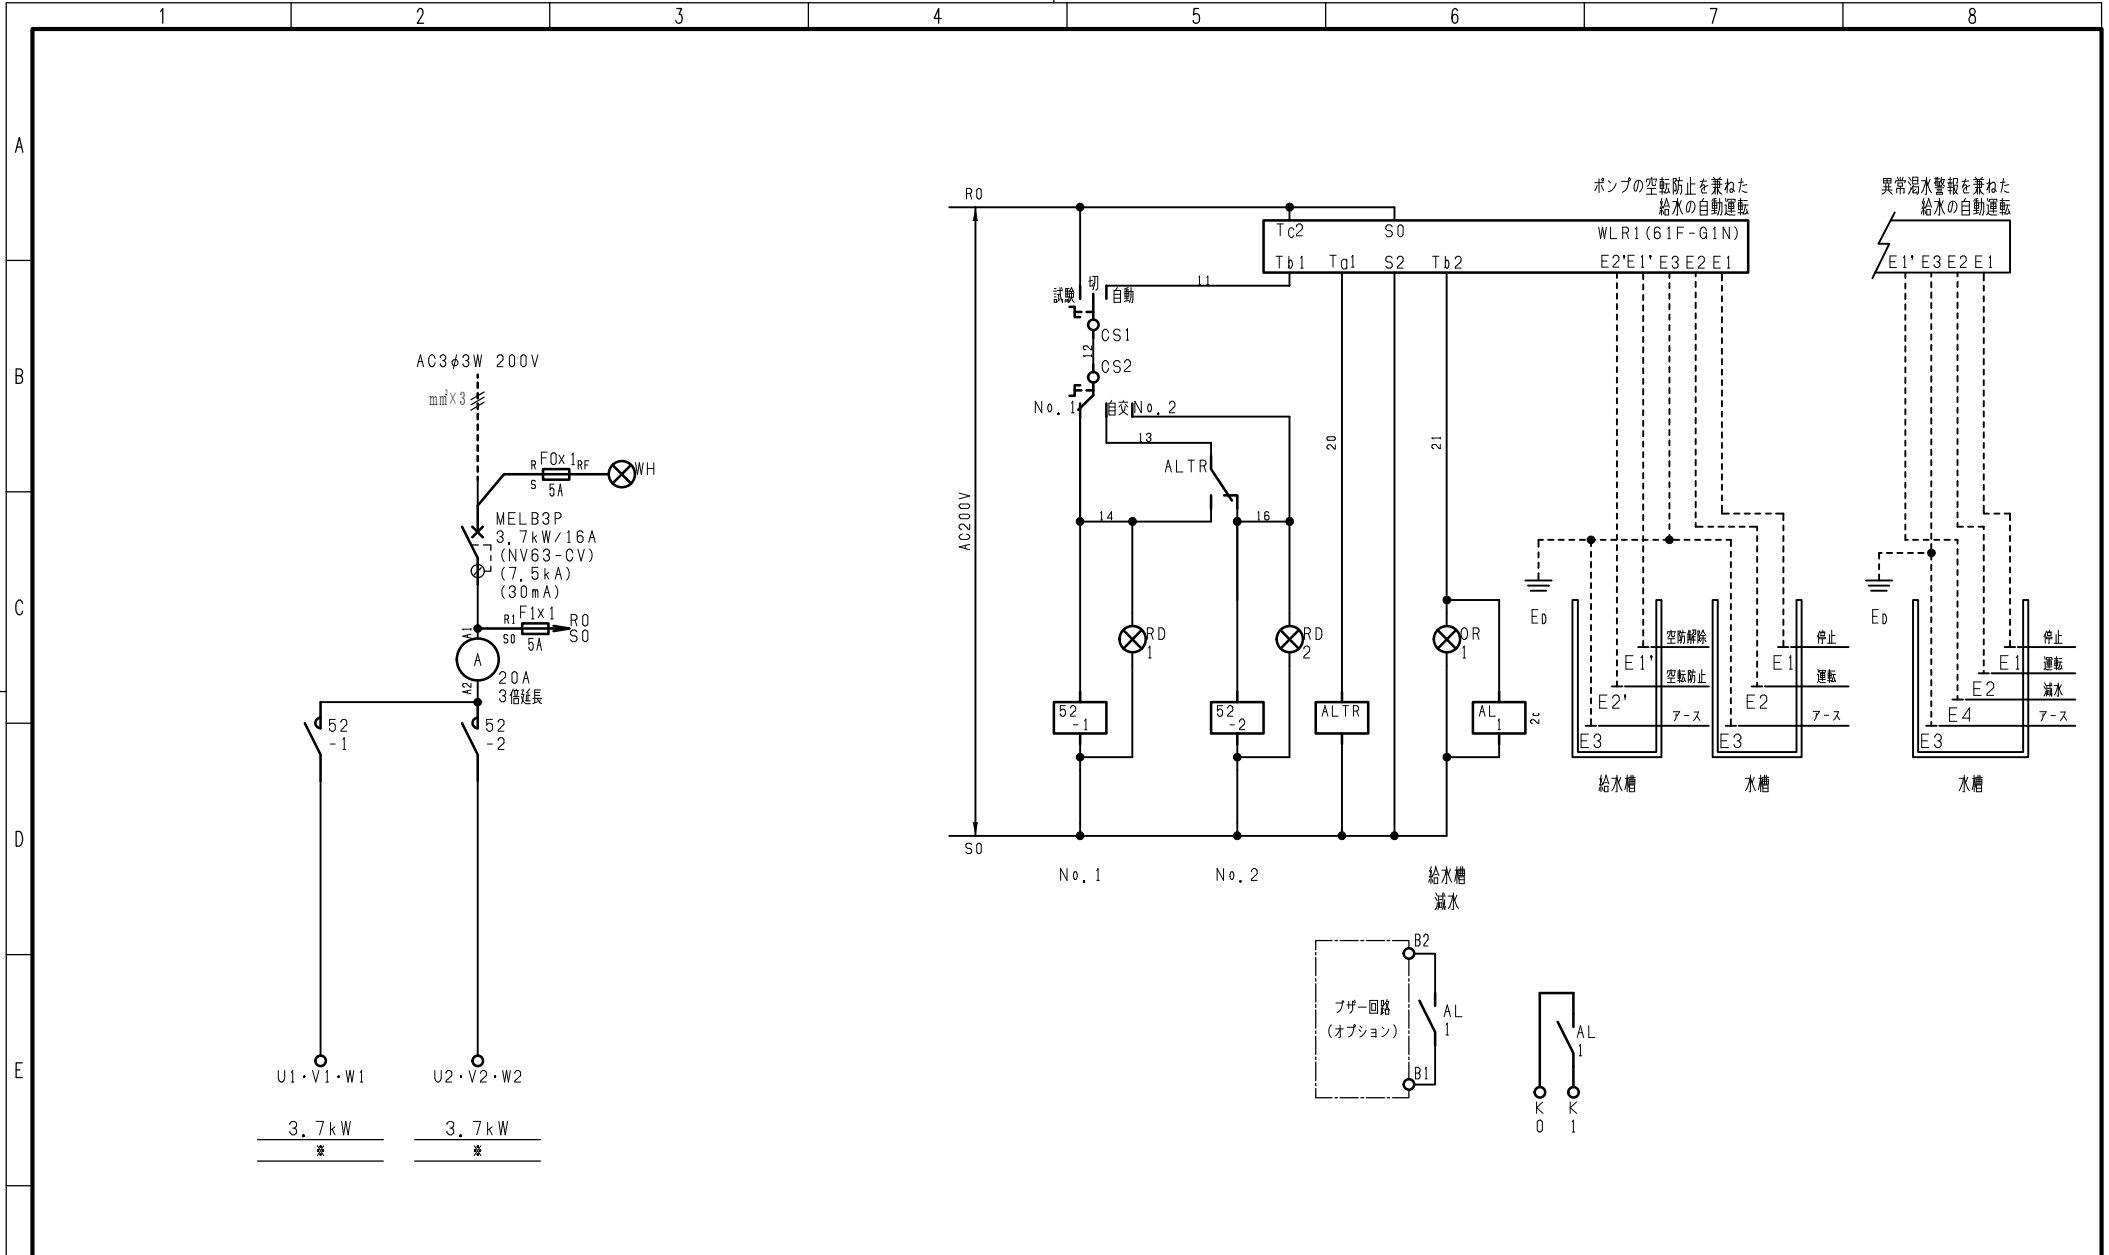 1 2 3 4 5 6 7 8
A
B
C
D
E
AC3φ3W 200V
mm²×3
F0x1
R
RF
S
5A
WH
MELB3P
3.7kW/16A
(NV63-CV)
(7.5kA)
(30mA)
F1x1
R1
S0
5A
R0
S0
A1
A
A2
20A
3倍延長
52
-1
52
-2
U1・V1・W1
U2・V2・W2
3.7kW
※
3.7kW
※
R0
AC200V
S0
試験
切
自動
11
CS1
12
CS2
No.1
自交
No.2
13
ALTR
14
16
RD
1
RD
2
52
-1
52
-2
No.1
No.2
ポンプの空転防止を兼ねた
給水の自動運転
Tc2
S0
WLR1(61F-G1N)
Tb1
Ta1
S2
Tb2
E2'E1' E3 E2 E1
20
21
OR
1
ALTR
AL
1
2c
給水槽
減水
ED
空防解除
E1'
空転防止
E2'
アース
E3
給水槽
停止
E1
運転
E2
アース
E3
水槽
異常渇水警報を兼ねた
給水の自動運転
E1' E3 E2 E1
ED
停止
E1
運転
E2
減水
E4
アース
E3
水槽
B2
ブザー回路
(オプション)
AL
1
B1
AL
1
K
0
K
1